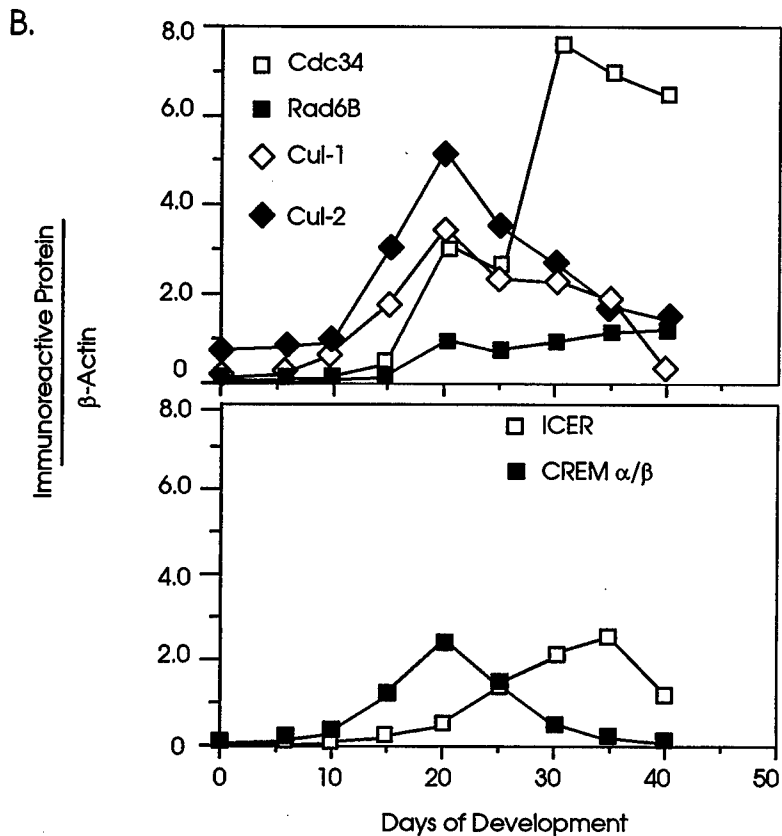 B.
Immunoreactive Protein
β-Actin
8.0
6.0
4.0
2.0
0
Cdc34
Rad6B
Cul-1
Cul-2
8.0
6.0
4.0
2.0
0
ICER
CREM α/β
0
10
20
30
40
50
Days of Development